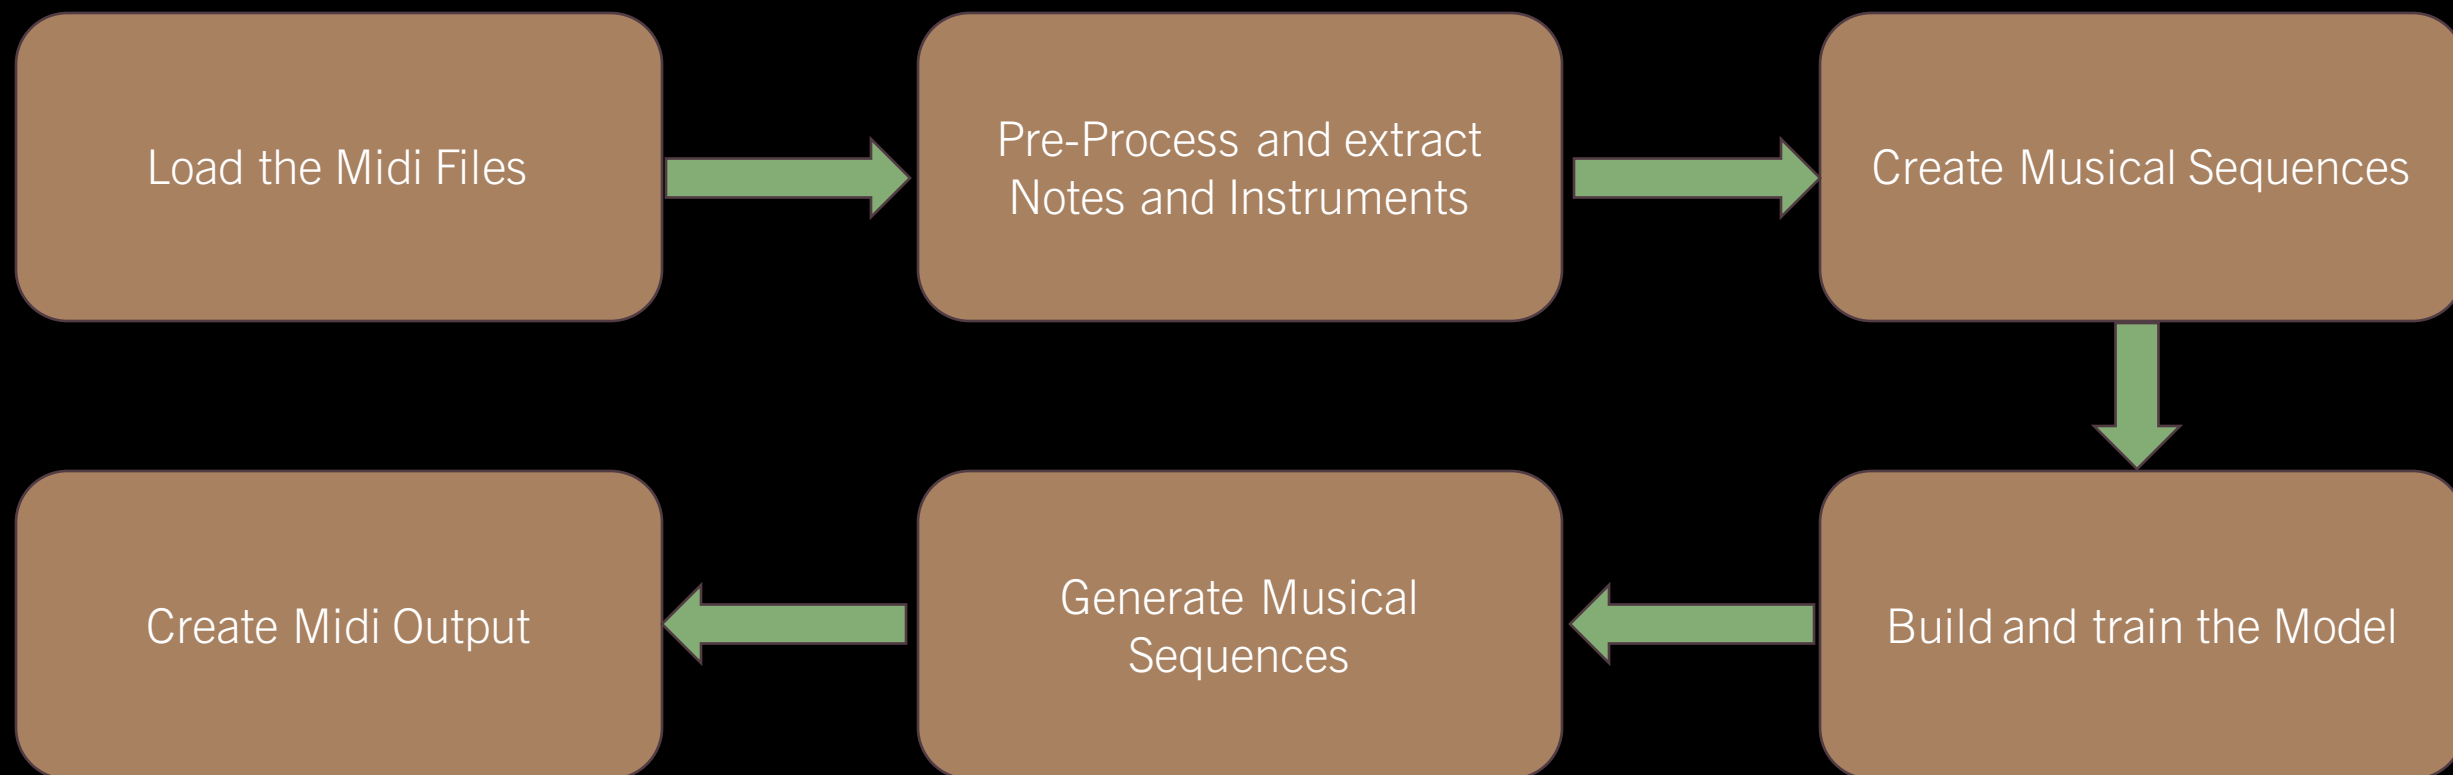 Load the Midi Files
Pre-Process and extract
Notes and Instruments
Create Musical Sequences
Build and train the Model
Generate Musical
Sequences
Create Midi Output